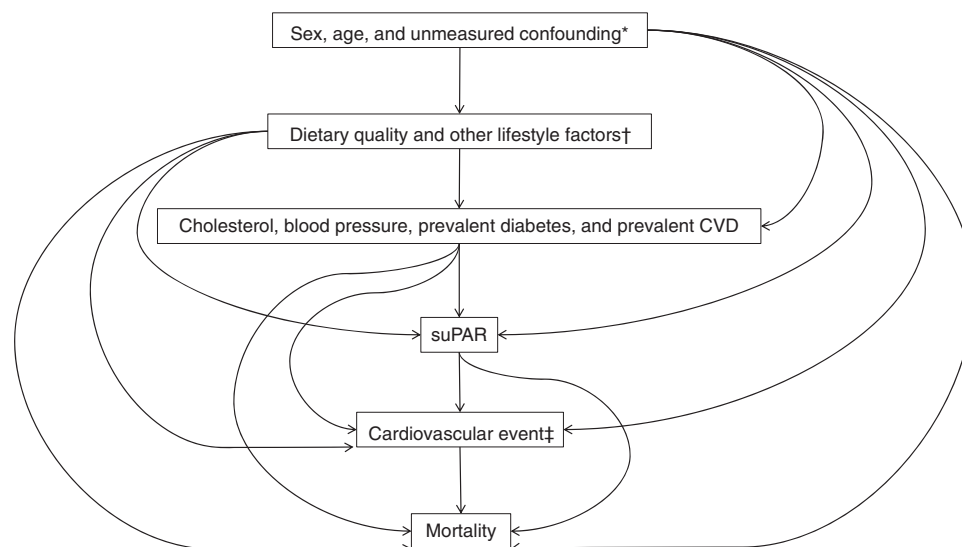 Sex, age, and unmeasured confounding*
Dietary quality and other lifestyle factors†
Cholesterol, blood pressure, prevalent diabetes, and prevalent CVD
suPAR
Cardiovascular event‡
Mortality